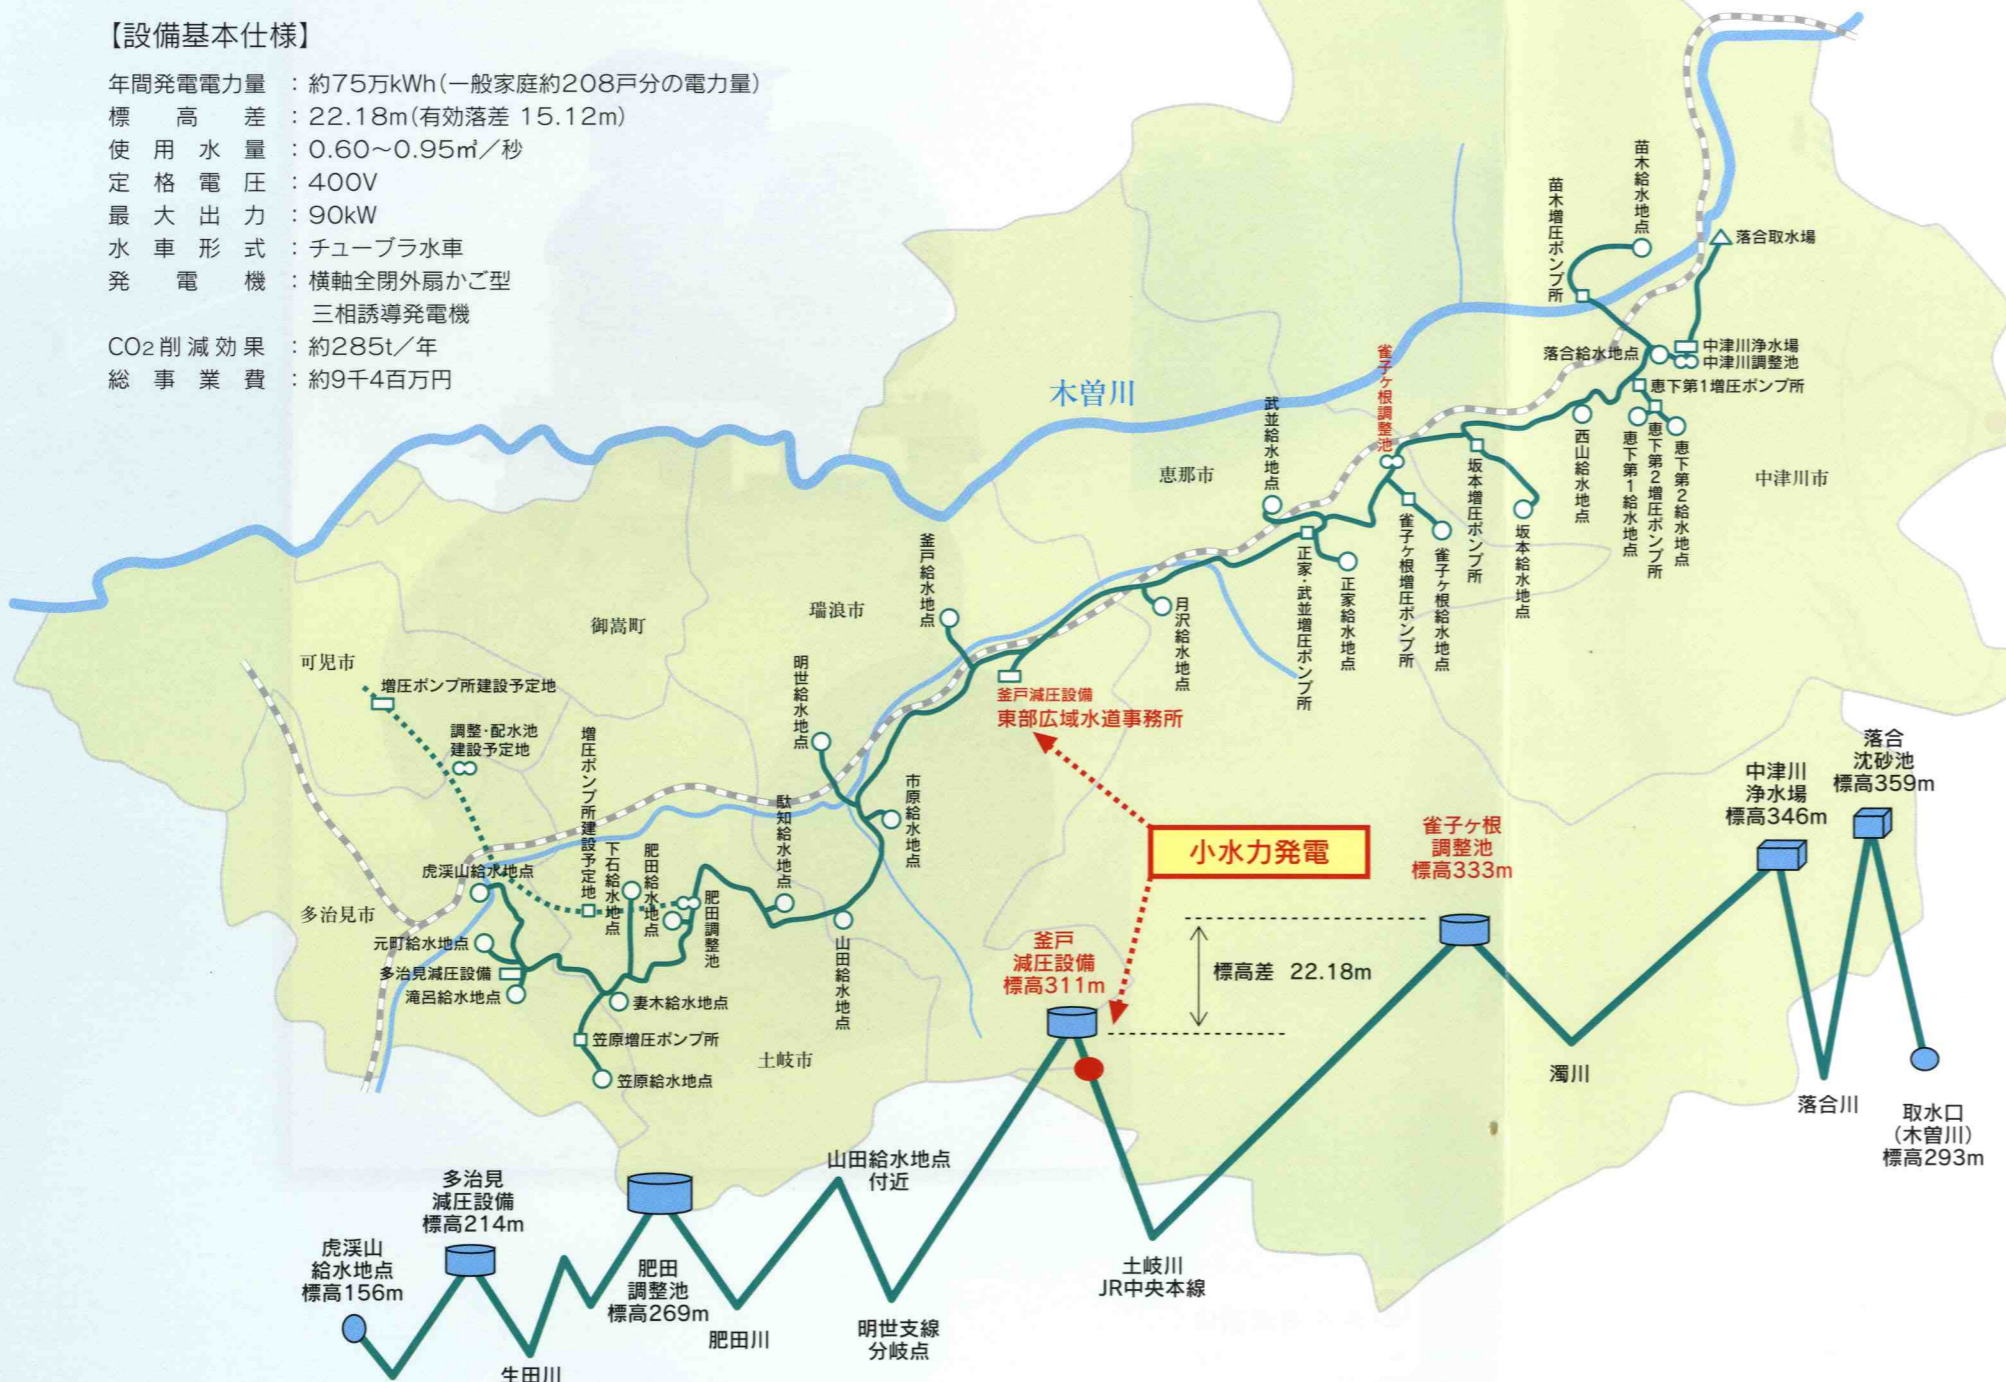 【設備基本仕様】
年間発電電力量 : 約75万kWh(一般家庭約208戸分の電力量)
標高差 : 22.18m(有効落差 15.12m)
使用水量 : 0.60～0.95㎥／秒
定格電圧 : 400V
最大出力 : 90kW
水車形式 : チューブラ水車
発電機 : 横軸全閉外扇かご型
三相誘導発電機
CO2削減効果 : 約285t／年
総事業費 : 約9千4百万円
苗木給水地点
苗木増圧ポンプ所
落合取水場
中津川浄水場
中津川調整池
落合給水地点
恵下第1増圧ポンプ所
雀子ヶ根調整池
木曽川
武並給水地点
恵那市
坂本増圧ポンプ所
西山給水地点
恵下第1給水地点
恵下第2増圧ポンプ所
恵下第2給水地点
中津川市
坂本給水地点
雀子ヶ根増圧ポンプ所
雀子ヶ根給水地点
正家・武並増圧ポンプ所
正家給水地点
月沢給水地点
釜戸給水地点
瑞浪市
御嵩町
可児市
明世給水地点
釜戸減圧設備
東部広域水道事務所
増圧ポンプ所建設予定地
調整・配水池
建設予定地
増圧ポンプ所建設予定地
下石給水地点
肥田給水地点
肥田調整池
駄知給水地点
市原給水地点
山田給水地点
虎渓山給水地点
多治見市
元町給水地点
多治見減圧設備
滝呂給水地点
妻木給水地点
笠原増圧ポンプ所
笠原給水地点
土岐市
小水力発電
落合
沈砂池
標高359m
中津川
浄水場
標高346m
雀子ヶ根
調整池
標高333m
標高差 22.18m
釜戸
減圧設備
標高311m
濁川
落合川
取水口
（木曽川）
標高293m
土岐川
JR中央本線
山田給水地点
付近
明世支線
分岐点
肥田川
肥田
調整池
標高269m
多治見
減圧設備
標高214m
生田川
虎渓山
給水地点
標高156m